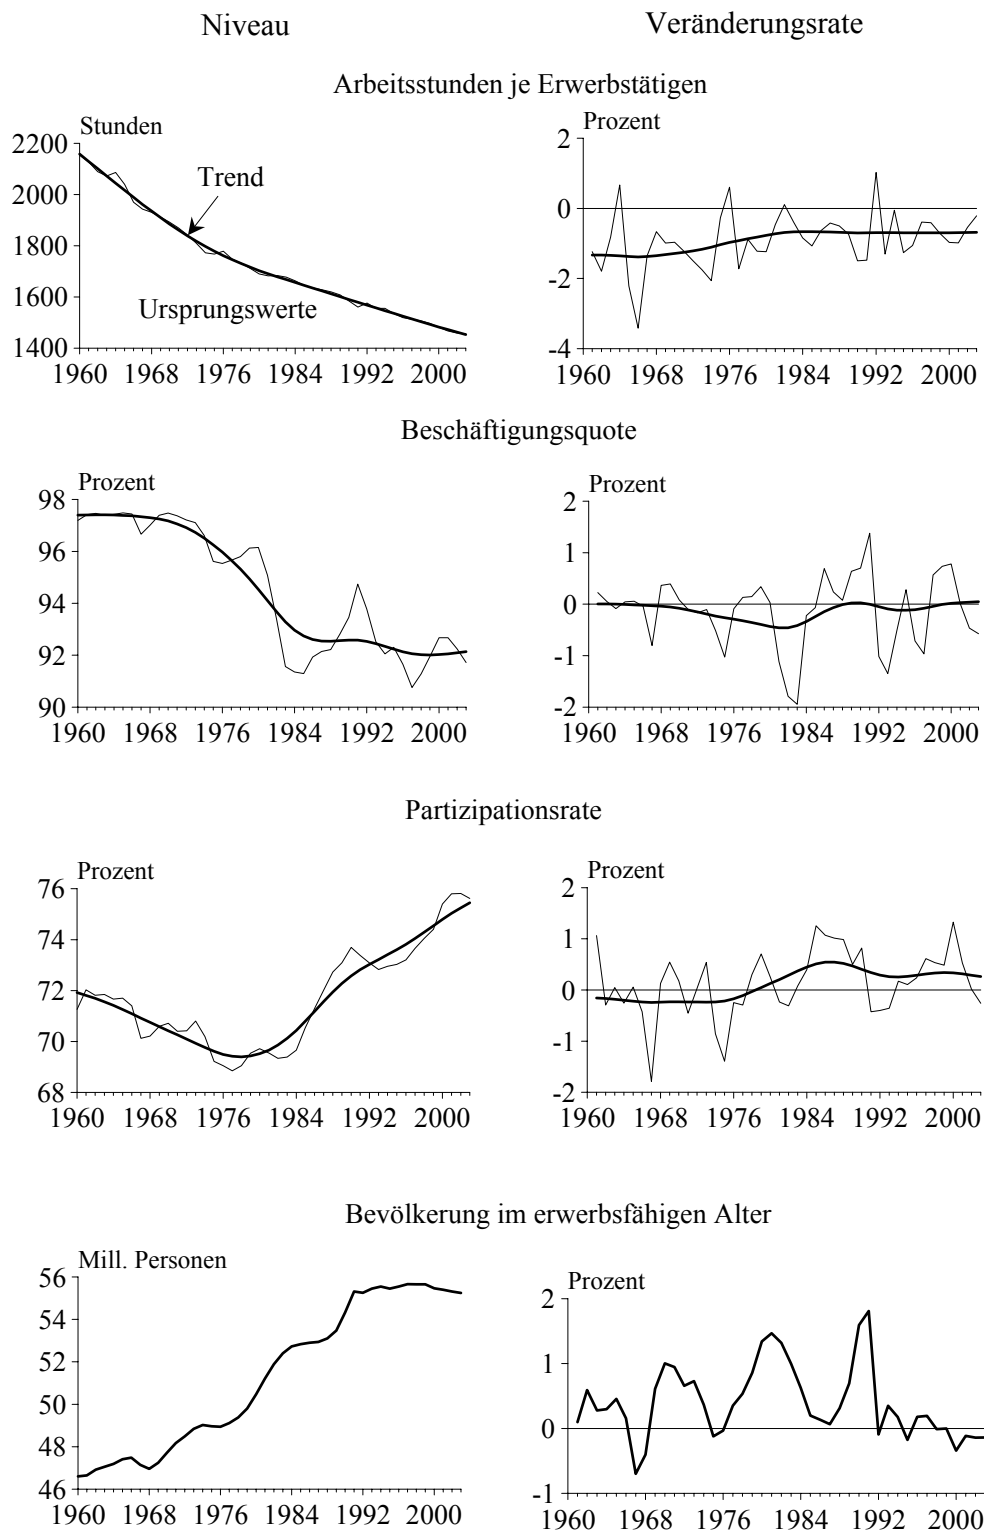 Niveau
Veränderungsrate
Arbeitsstunden je Erwerbstätigen
Stunden
2200
2000
1800
1600
1400
Trend
Ursprungswerte
1960 1968 1976 1984 1992 2000
Prozent
2
0
-2
-4
1960 1968 1976 1984 1992 2000
Beschäftigungsquote
Prozent
98
96
94
92
90
1960 1968 1976 1984 1992 2000
Prozent
2
1
0
-1
-2
1960 1968 1976 1984 1992 2000
Partizipationsrate
Prozent
76
74
72
70
68
1960 1968 1976 1984 1992 2000
Prozent
2
1
0
-1
-2
1960 1968 1976 1984 1992 2000
Bevölkerung im erwerbsfähigen Alter
Mill. Personen
56
54
52
50
48
46
1960 1968 1976 1984 1992 2000
Prozent
2
1
0
-1
1960 1968 1976 1984 1992 2000